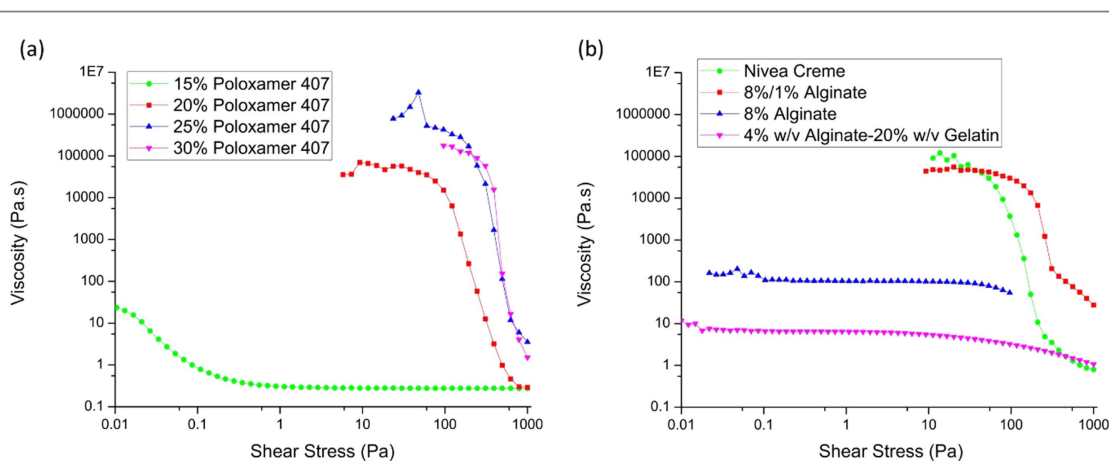 (a)
15% Poloxamer 407
20% Poloxamer 407
25% Poloxamer 407
30% Poloxamer 407
1E7
1000000
100000
10000
1000
100
10
1
0.1
Viscosity (Pa.s)
0.01
0.1
1
10
100
1000
Shear Stress (Pa)
(b)
Nivea Creme
8%/1% Alginate
8% Alginate
4% w/v Alginate-20% w/v Gelatin
1E7
1000000
100000
10000
1000
100
10
1
0.1
Viscosity (Pa.s)
0.01
0.1
1
10
100
1000
Shear Stress (Pa)